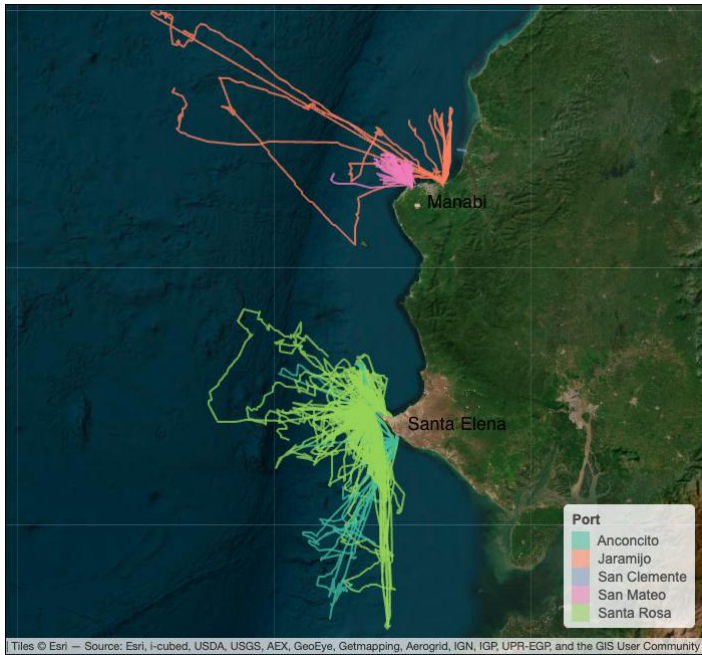 Manabi
Santa Elena
Port
Anconcito
Jaramijo
San Clemente
San Mateo
Santa Rosa
| Tiles © Esri — Source: Esri, i-cubed, USDA, USGS, AEX, GeoEye, Getmapping, Aerogrid, IGN, IGP, UPR-EGP, and the GIS User Community